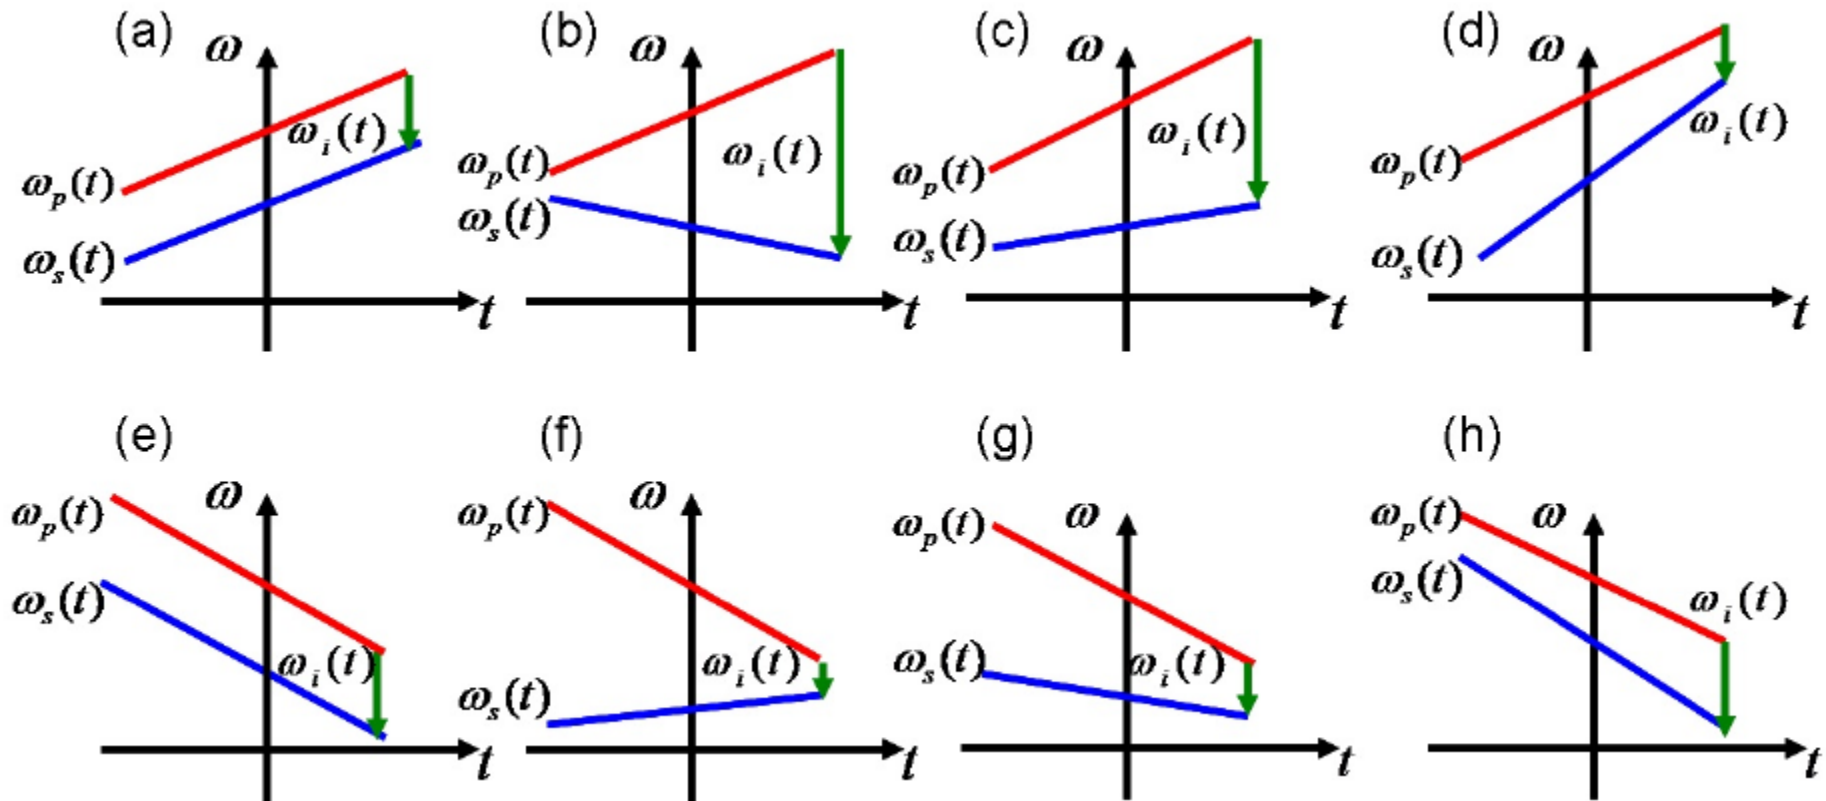 (a) (b) (c) (d)
ω ω ω ω
ω_i(t) ω_i(t) ω_i(t) ω_i(t)
ω_p(t) ω_p(t) ω_p(t) ω_p(t)
ω_s(t) ω_s(t) ω_s(t) ω_s(t)
t t t t
(e) (f) (g) (h)
ω ω ω ω
ω_p(t) ω_p(t) ω_p(t) ω_p(t)
ω_s(t) ω_s(t) ω_s(t) ω_s(t)
ω_i(t) ω_i(t) ω_i(t) ω_i(t)
t t t t